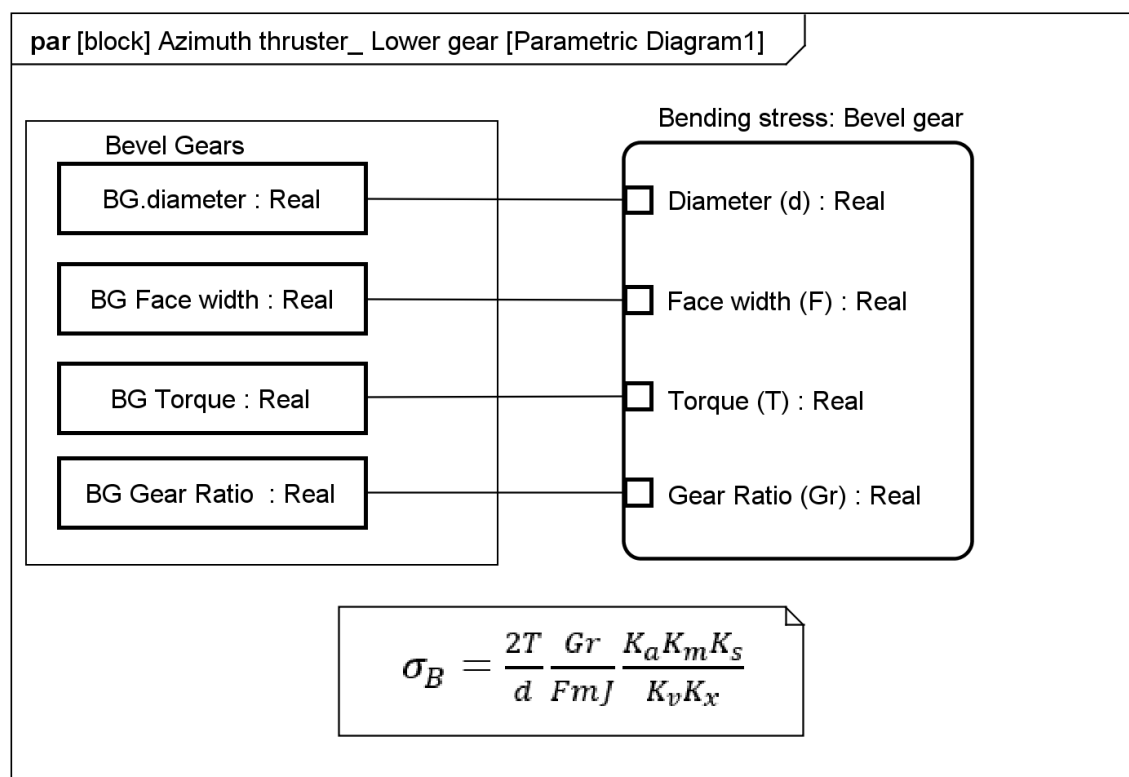 par [block] Azimuth thruster_ Lower gear [Parametric Diagram1]
Bending stress: Bevel gear
Bevel Gears
BG.diameter : Real
Diameter (d) : Real
BG Face width : Real
Face width (F) : Real
BG Torque : Real
Torque (T) : Real
BG Gear Ratio : Real
Gear Ratio (Gr) : Real
σ_B = 2T/d Gr/FmJ K_aK_mK_s/K_vK_x